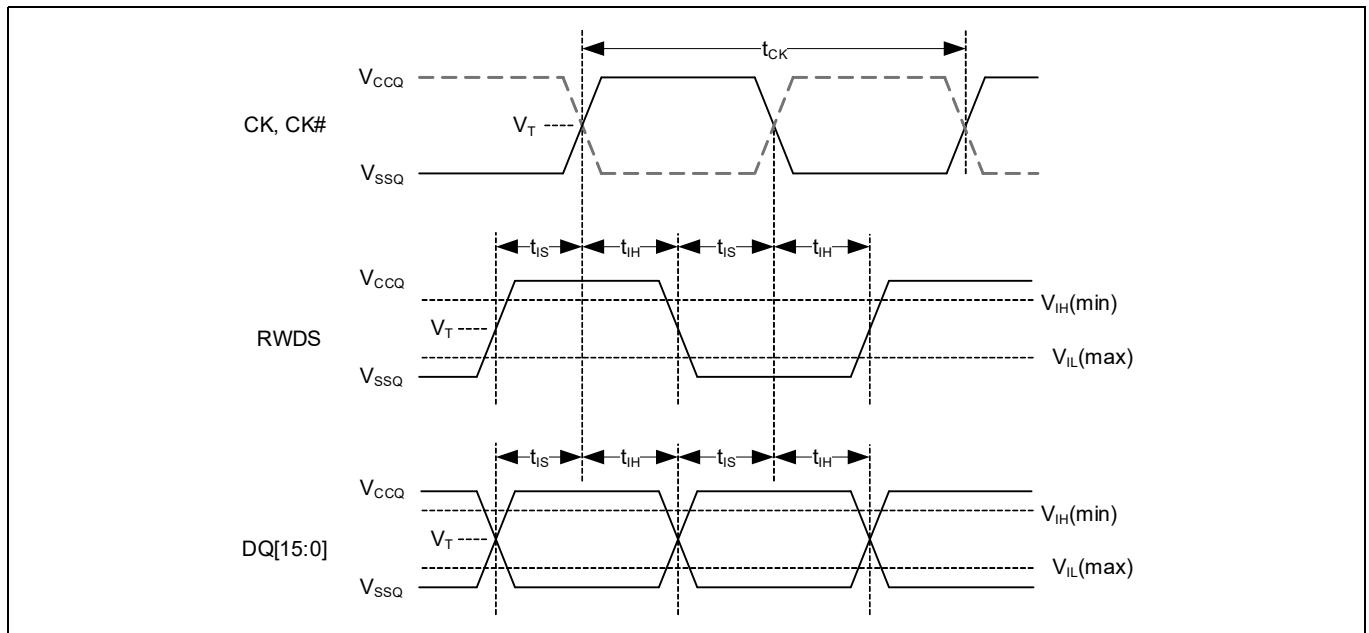 tCK
VCCQ
CK, CK#
VT
VSSQ
tIS tIH tIS tIH
VCCQ
VIH(min)
VT
RWDS
VIL(max)
VSSQ
tIS tIH tIS tIH
VCCQ
VIH(min)
VT
DQ[15:0]
VIL(max)
VSSQ